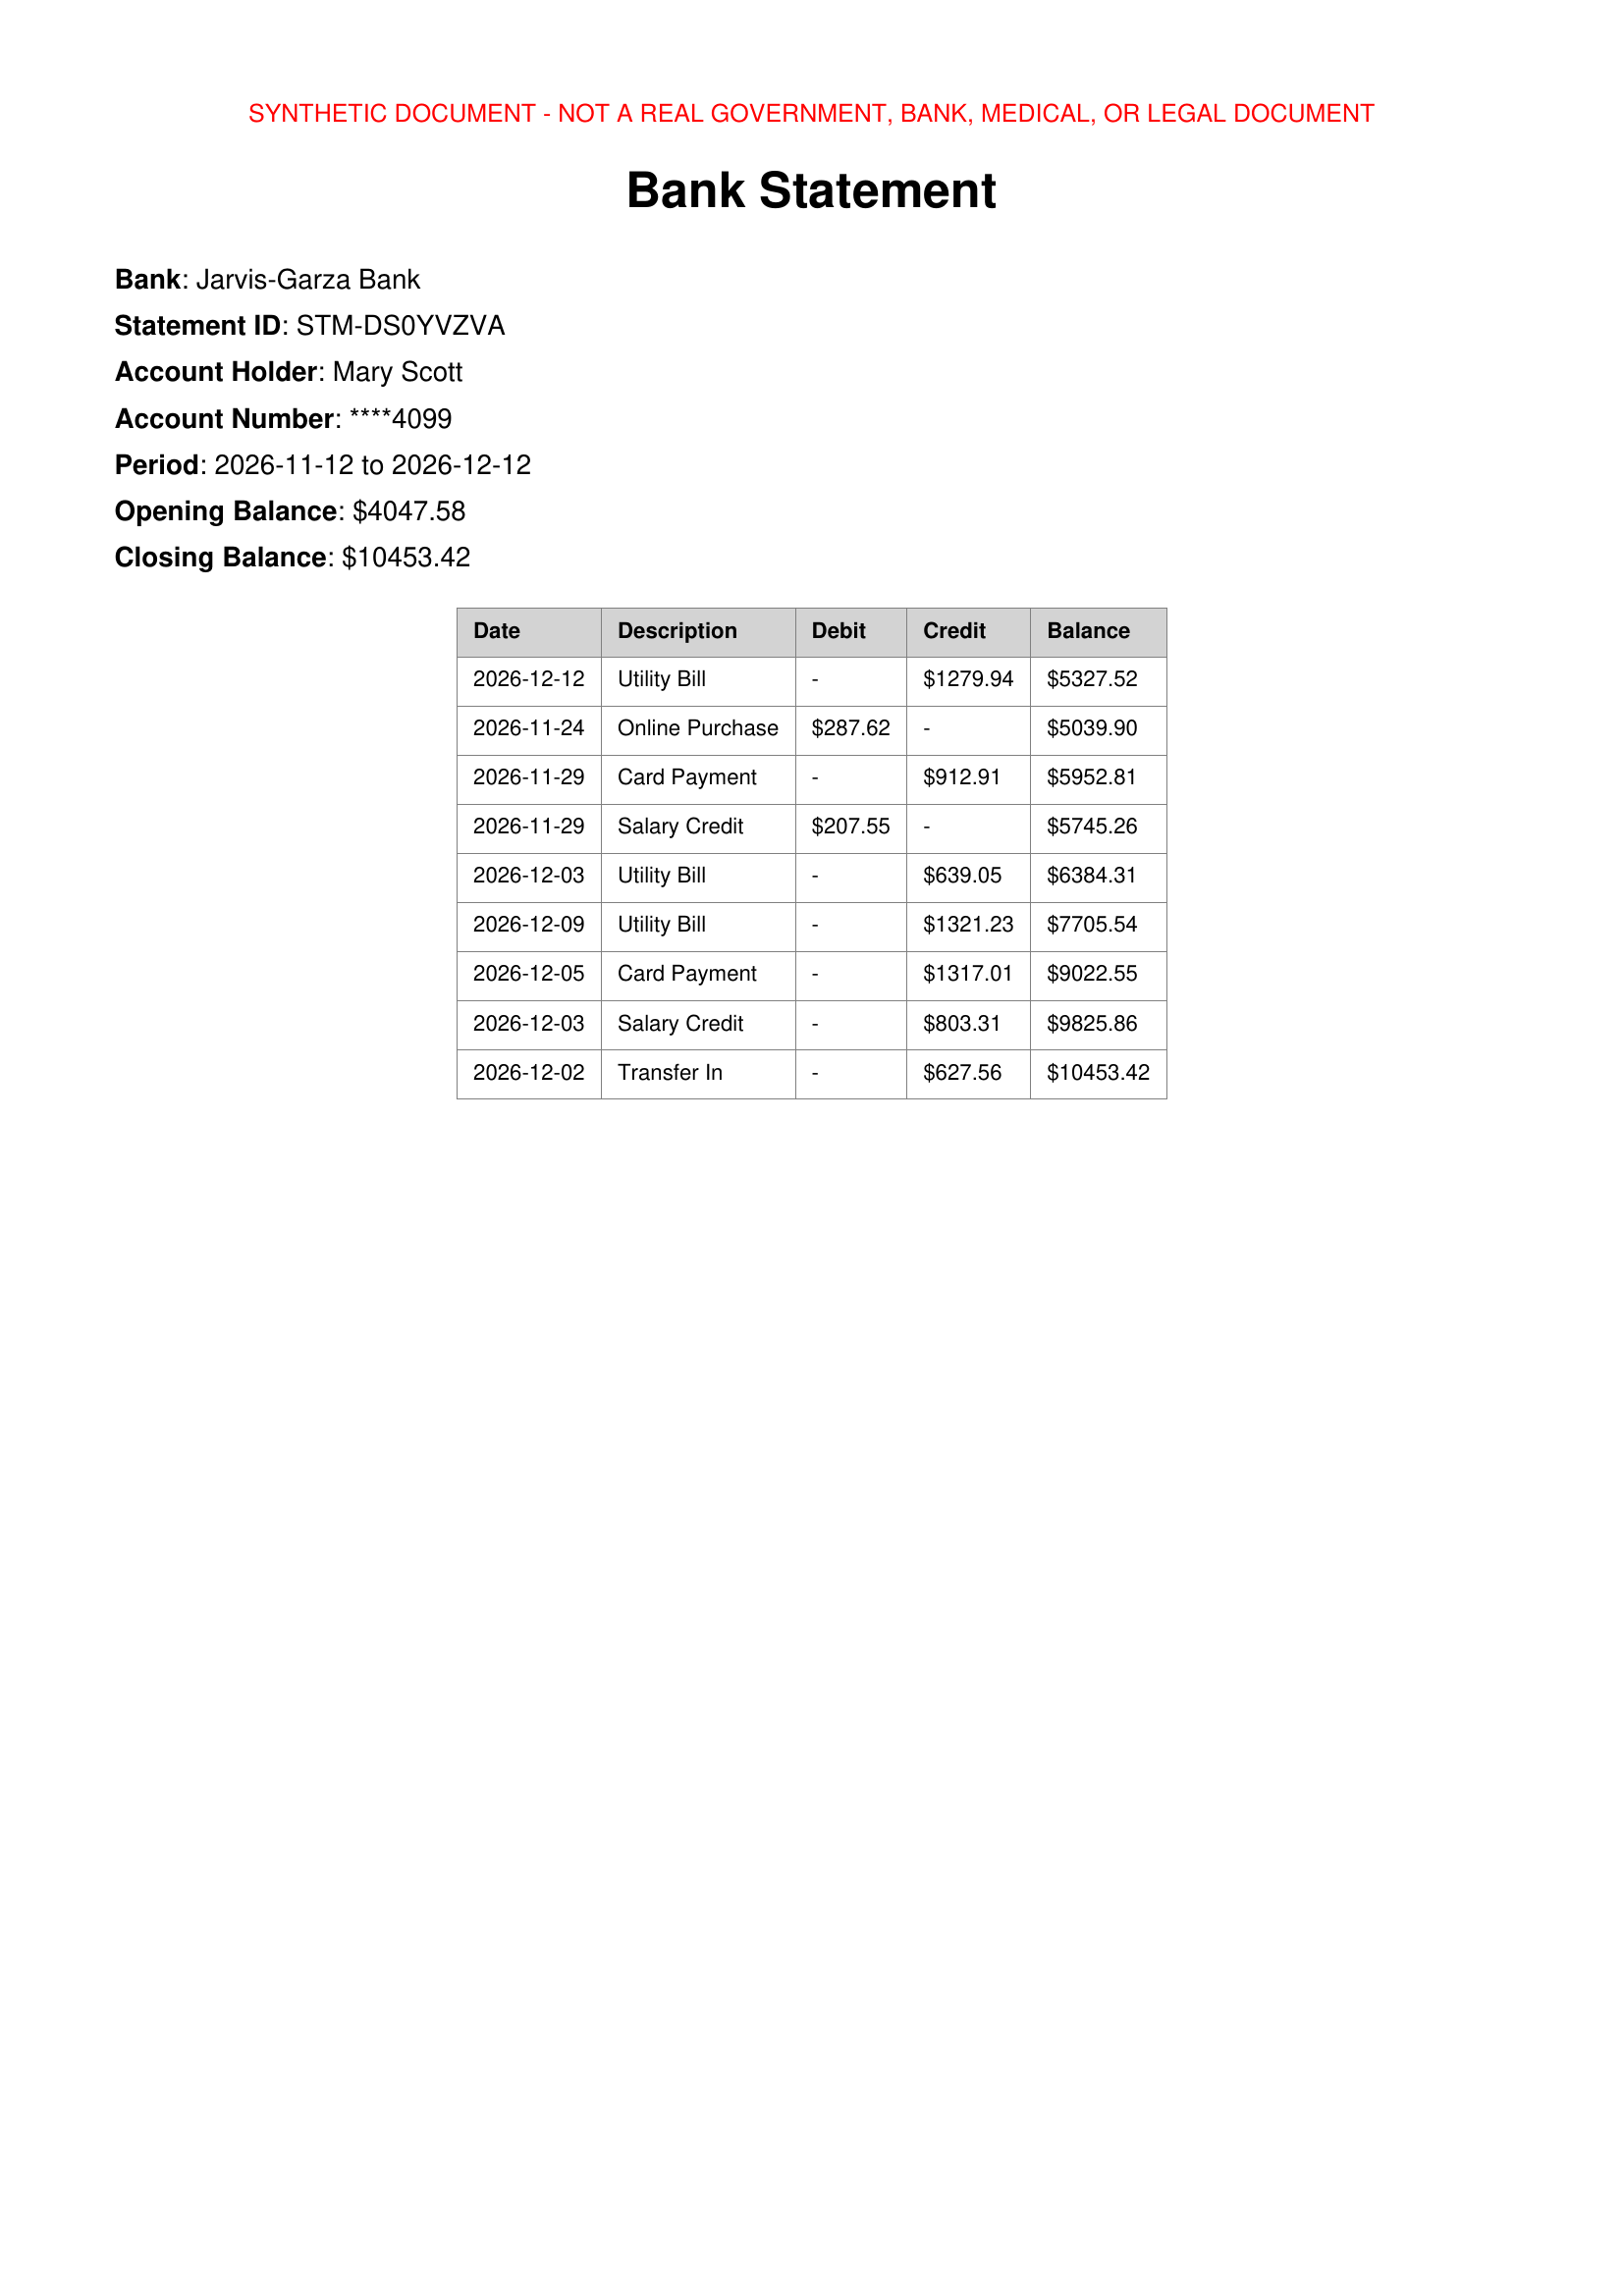 SYNTHETIC DOCUMENT - NOT A REAL GOVERNMENT, BANK, MEDICAL, OR LEGAL DOCUMENT
Bank Statement
Bank: Jarvis-Garza Bank
Statement ID: STM-DS0YVZVA
Account Holder: Mary Scott
Account Number: ****4099
Period: 2026-11-12 to 2026-12-12
Opening Balance: $4047.58
Closing Balance: $10453.42
Date Description Debit Credit Balance
2026-12-12 Utility Bill - $1279.94 $5327.52
2026-11-24 Online Purchase $287.62 - $5039.90
2026-11-29 Card Payment - $912.91 $5952.81
2026-11-29 Salary Credit $207.55 - $5745.26
2026-12-03 Utility Bill - $639.05 $6384.31
2026-12-09 Utility Bill - $1321.23 $7705.54
2026-12-05 Card Payment - $1317.01 $9022.55
2026-12-03 Salary Credit - $803.31 $9825.86
2026-12-02 Transfer In - $627.56 $10453.42